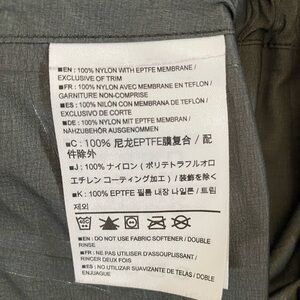 ■EN: 100% NYLON WITH EPTFE MEMBRANE /
EXCLUSIVE OF TRIM
■FR: 100% NYLON AVEC MEMBRANE EN TEFLON /
GARNITURE NON-COMPRISE
■ES: 100% NILÓN CON MEMBRANA DE TEFLON /
EXCLUSIVO DE CORTE
■DE: 100% NYLON MIT EPTFE MEMBRAN /
NAHZUBEHÖR AUSGENOMMEN
■C: 100% 尼龙EPTFE膜复合 / 配
件除外
■J: 100% ナイロン (ポリテトラフルオロ
エチレン コーティング加工) / 装飾を除く
■K: 100% EPTFE 필름 내장 나일론 / 트림
제외
■EN: DO NOT USE FABRIC SOFTENER / DOUBLE
RINSE
■FR: NE PAS UTILISER D'ASSOUPLISSANT /
RINCER DEUX FOIS
■ES: NO UTILIZAR SUAVIZANTE DE TELAS / DOBLE
ENJUAGUE